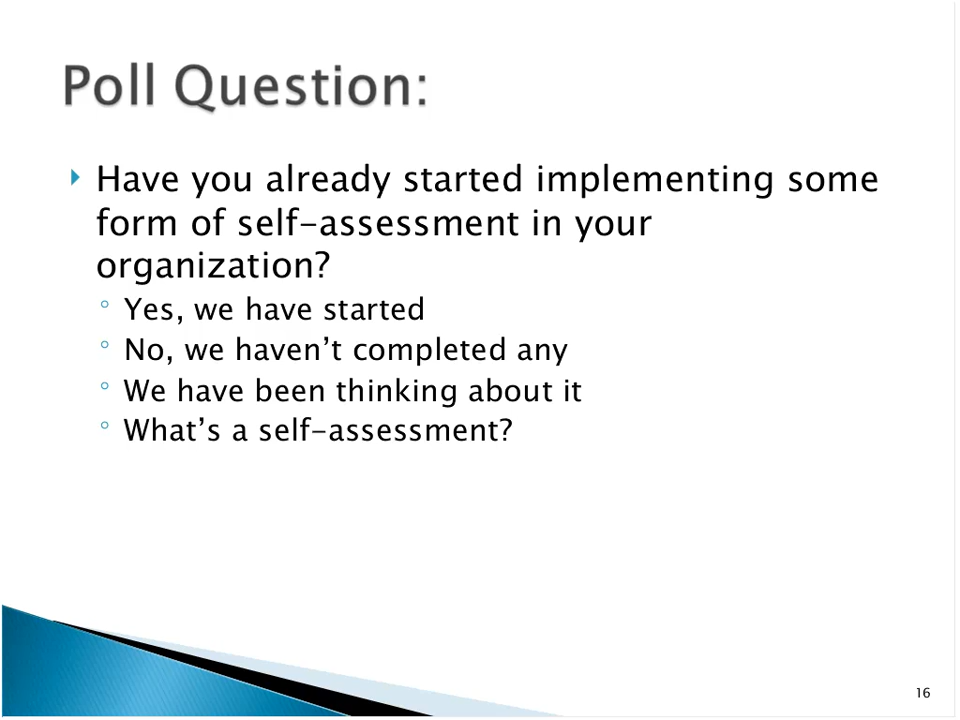 Poll Question:
Have you already started implementing some
form of self-assessment in your
organization?
Yes, we have started
No, we haven’t completed any
We have been thinking about it
What’s a self-assessment?
16